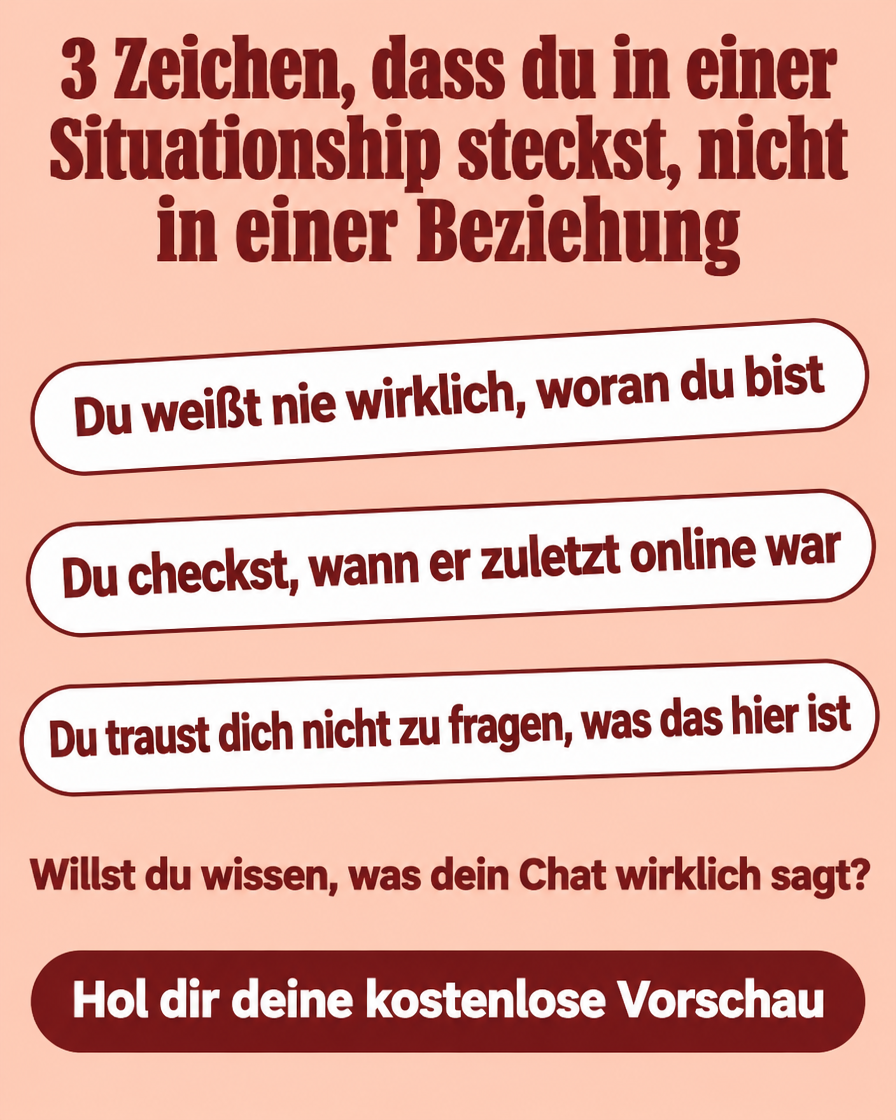 3 Zeichen, dass du in einer
Situationship steckst, nicht
in einer Beziehung
Du weißt nie wirklich, woran du bist
Du checkst, wann er zuletzt online war
Du traust dich nicht zu fragen, was das hier ist
Willst du wissen, was dein Chat wirklich sagt?
Hol dir deine kostenlose Vorschau